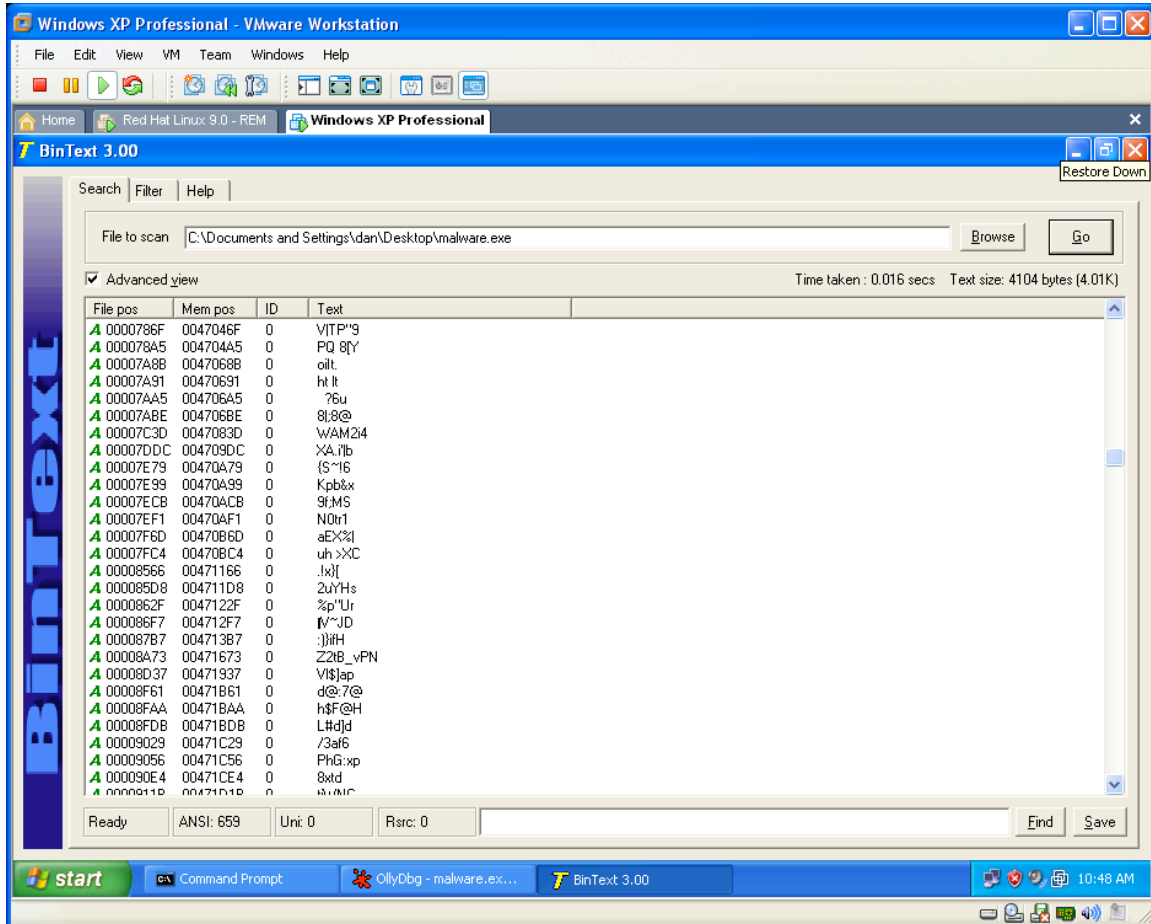 Windows XP Professional - VMware Workstation
File Edit View VM Team Windows Help
Home Red Hat Linux 9.0 - REM Windows XP Professional
BinText 3.00
Restore Down
Search Filter Help
File to scan C:\Documents and Settings\dan\Desktop\malware.exe Browse Go
Advanced view Time taken : 0.016 secs Text size: 4104 bytes (4.01K)
File pos Mem pos ID Text
A 0000786F 0047046F 0 V|TP"9
A 000078A5 004704A5 0 PQ 8[Y
A 00007A8B 0047068B 0 oilt.
A 00007A91 00470691 0 ht lt
A 00007AA5 004706A5 0 ?6u
A 00007ABE 004706BE 0 8|;8@
A 00007C3D 0047083D 0 WAM2i4
A 00007DDC 004709DC 0
A 00007E79 00470A79 0 {S~!6
A 00007E99 00470A99 0 Kpb&x
A 00007ECB 00470ACB 0 9f;MS
A 00007EF1 00470AF1 0 N0tr1
A 00007F6D 00470B6D 0 aEX%|
A 00007FC4 00470BC4 0 uh >XC
A 00008566 00471166 0 .!x}[
A 000085D8 004711D8 0 2uYHs
A 0000862F 0047122F 0 %p"Ur
A 000086F7 004712F7 0
A 000087B7 004713B7 0 :)}ifH
A 00008A73 00471673 0 Z2tB_vPN
A 00008D37 00471937 0 VI$]ap
A 00008F61 00471B61 0 d@:7@
A 00008FAA 00471BAA 0 h$F@H
A 00008FDB 00471BDB 0 L#d]d
A 00009029 00471C29 0 /3af6
A 00009056 00471C56 0 PhG:xp
A 000090E4 00471CE4 0 8xtd
BinText
Ready ANSI: 659 Uni: 0 Rsrc: 0 Find Save
start Command Prompt OllyDbg - malware.ex... BinText 3.00 10:48 AM